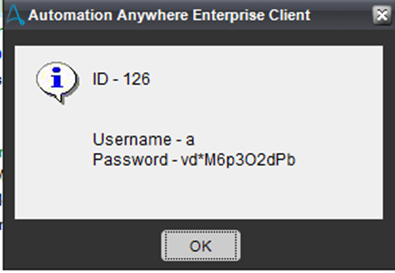 Automation Anywhere Enterprise Client
ID - 126
Username - a
Password - vd*M6p3O2dPb
OK